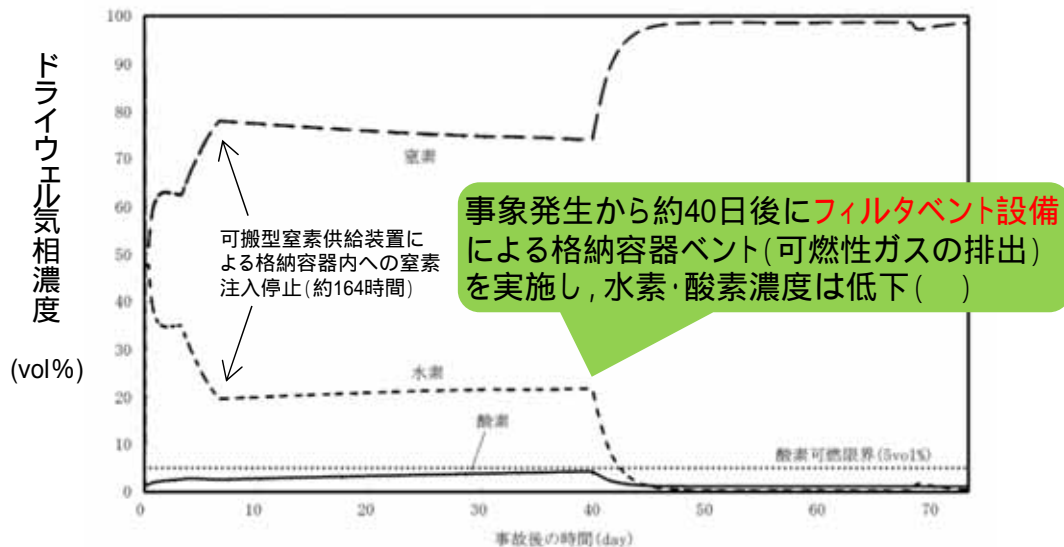 ドライウェル気相濃度
(vol%)
100
90
80
70
60
50
40
30
20
10
0
窒素
可搬型窒素供給装置に
よる格納容器内への窒素
注入停止(約164時間)
事象発生から約40日後にフィルタベント設備
による格納容器ベント(可燃性ガスの排出)
を実施し,水素・酸素濃度は低下(　)
水素
酸素
酸素可燃限界(5vol%)
0
10
20
30
40
50
60
70
事故後の時間(day)